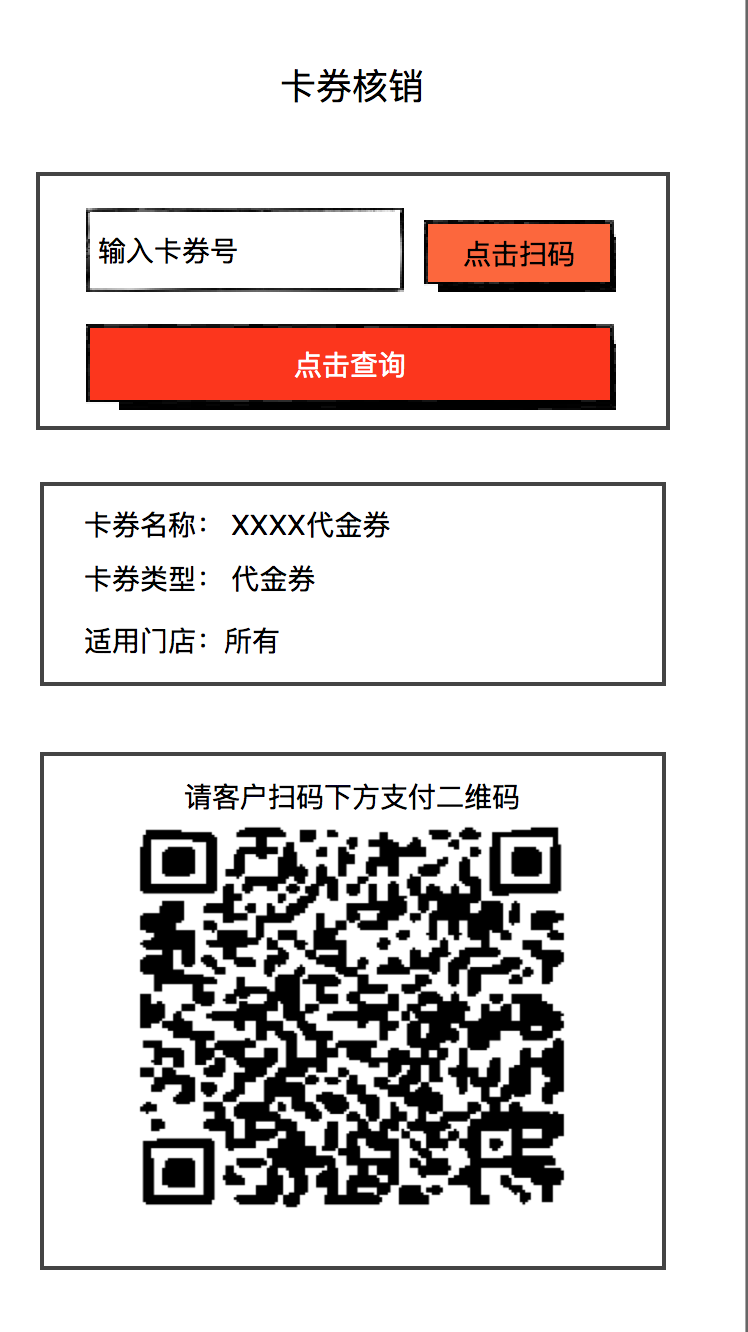 卡券核销
输入卡券号
点击扫码
点击查询
卡券名称： XXXX代金券
卡券类型： 代金券
适用门店：所有
请客户扫码下方支付二维码